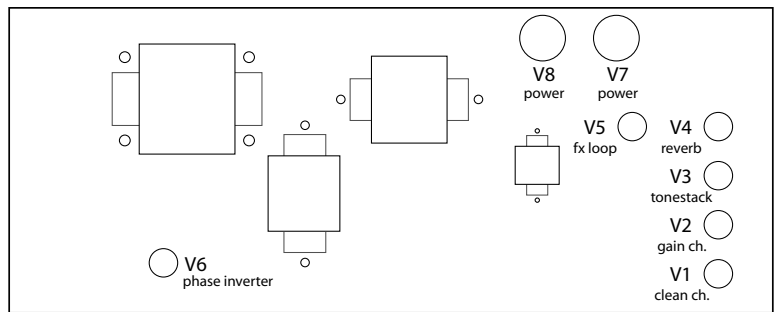 V8
power
V7
power
V5
fx loop
V4
reverb
V3
tonestack
V2
gain ch.
V6
phase inverter
V1
clean ch.